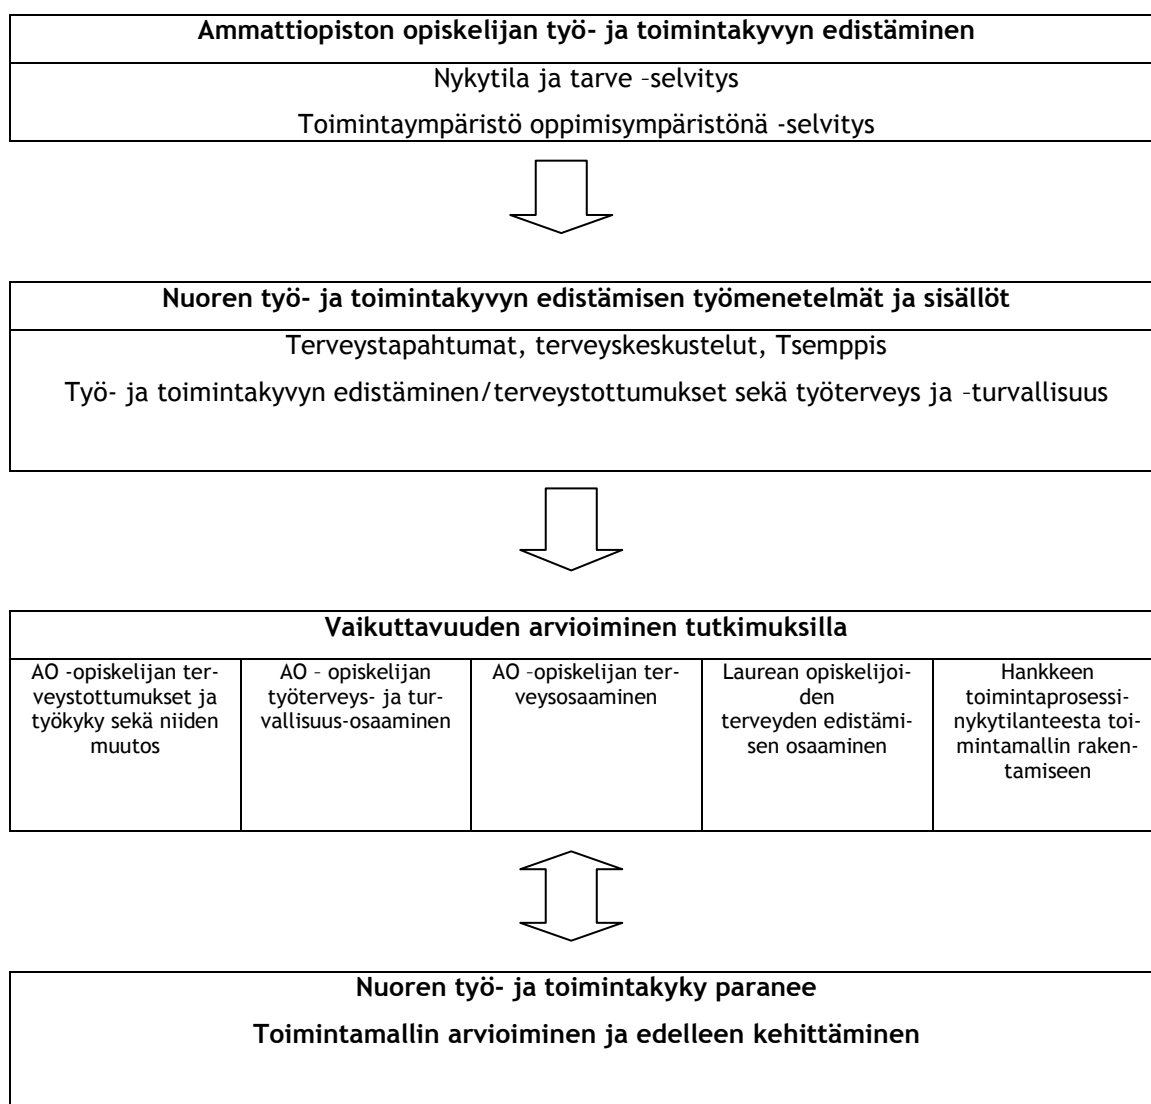 Ammattiopiston opiskelijan työ- ja toimintakyvyn edistäminen
Nykytila ja tarve –selvitys
Toimintaympäristö oppimisympäristönä -selvitys
Nuoren työ- ja toimintakyvyn edistämisen työmenetelmät ja sisällöt
Terveystapahtumat, terveyskeskustelut, Tsemppis
Työ- ja toimintakyvyn edistäminen/terveystottumukset sekä työterveys ja –turvallisuus
Vaikuttavuuden arvioiminen tutkimuksilla
AO -opiskelijan ter-
veystottumukset ja
työkyky sekä niiden
muutos
AO – opiskelijan
työterveys- ja tur-
vallisuus-osaaminen
AO –opiskelijan ter-
veysosaaminen
Laurean opiskelijoi-
den
terveyden edistämi-
sen osaaminen
Hankkeen
toimintaprosessi-
nykytilanteesta toi-
mintamallin raken-
tamiseen
Nuoren työ- ja toimintakyky paranee
Toimintamallin arvioiminen ja edelleen kehittäminen